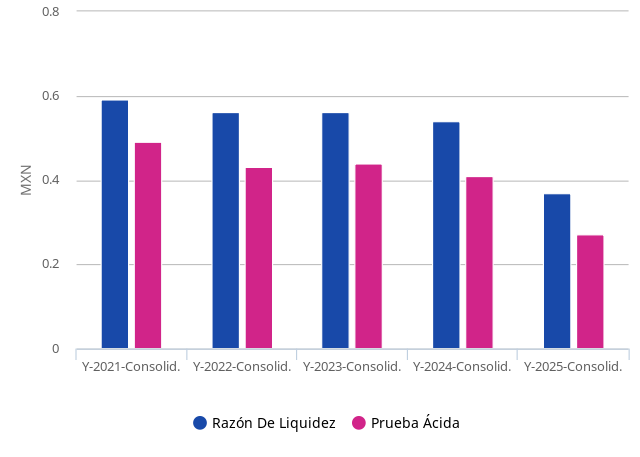 0.8
0.6
0.4
0.2
0
MXN
Y-2021-Consolid. Y-2022-Consolid. Y-2023-Consolid. Y-2024-Consolid. Y-2025-Consolid.
Razón De Liquidez Prueba Ácida